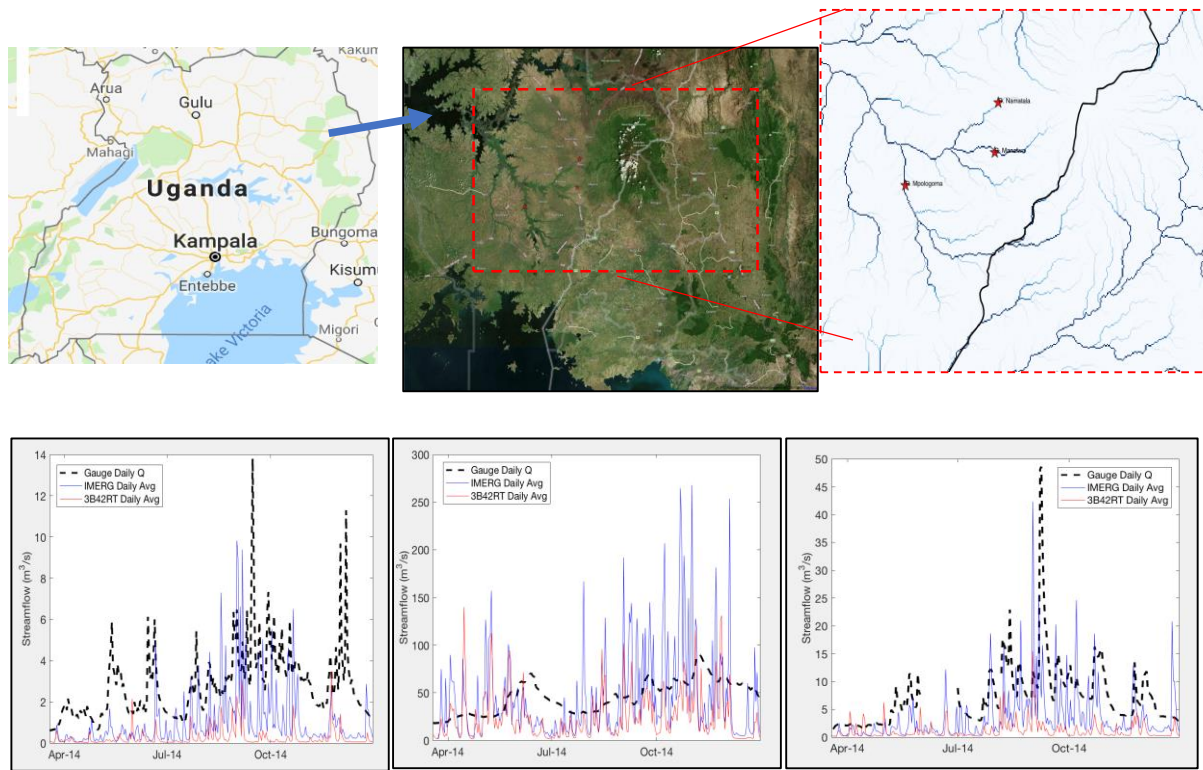 Kakum
Arua
Gulu
Mahagi
Uganda
Kampala
Bungoma
Kisumu
Entebbe
Migori
Lake Victoria
Namatala
Manafwa
Mpologoma
14
12
10
8
6
4
2
0
Streamflow (m³/s)
Gauge Daily Q
IMERG Daily Avg
3B42RT Daily Avg
Apr-14
Jul-14
Oct-14
300
250
200
150
100
50
0
Streamflow (m³/s)
Gauge Daily Q
IMERG Daily Avg
3B42RT Daily Avg
Apr-14
Jul-14
Oct-14
50
45
40
35
30
25
20
15
10
5
0
Streamflow (m³/s)
Gauge Daily Q
IMERG Daily Avg
3B42RT Daily Avg
Apr-14
Jul-14
Oct-14